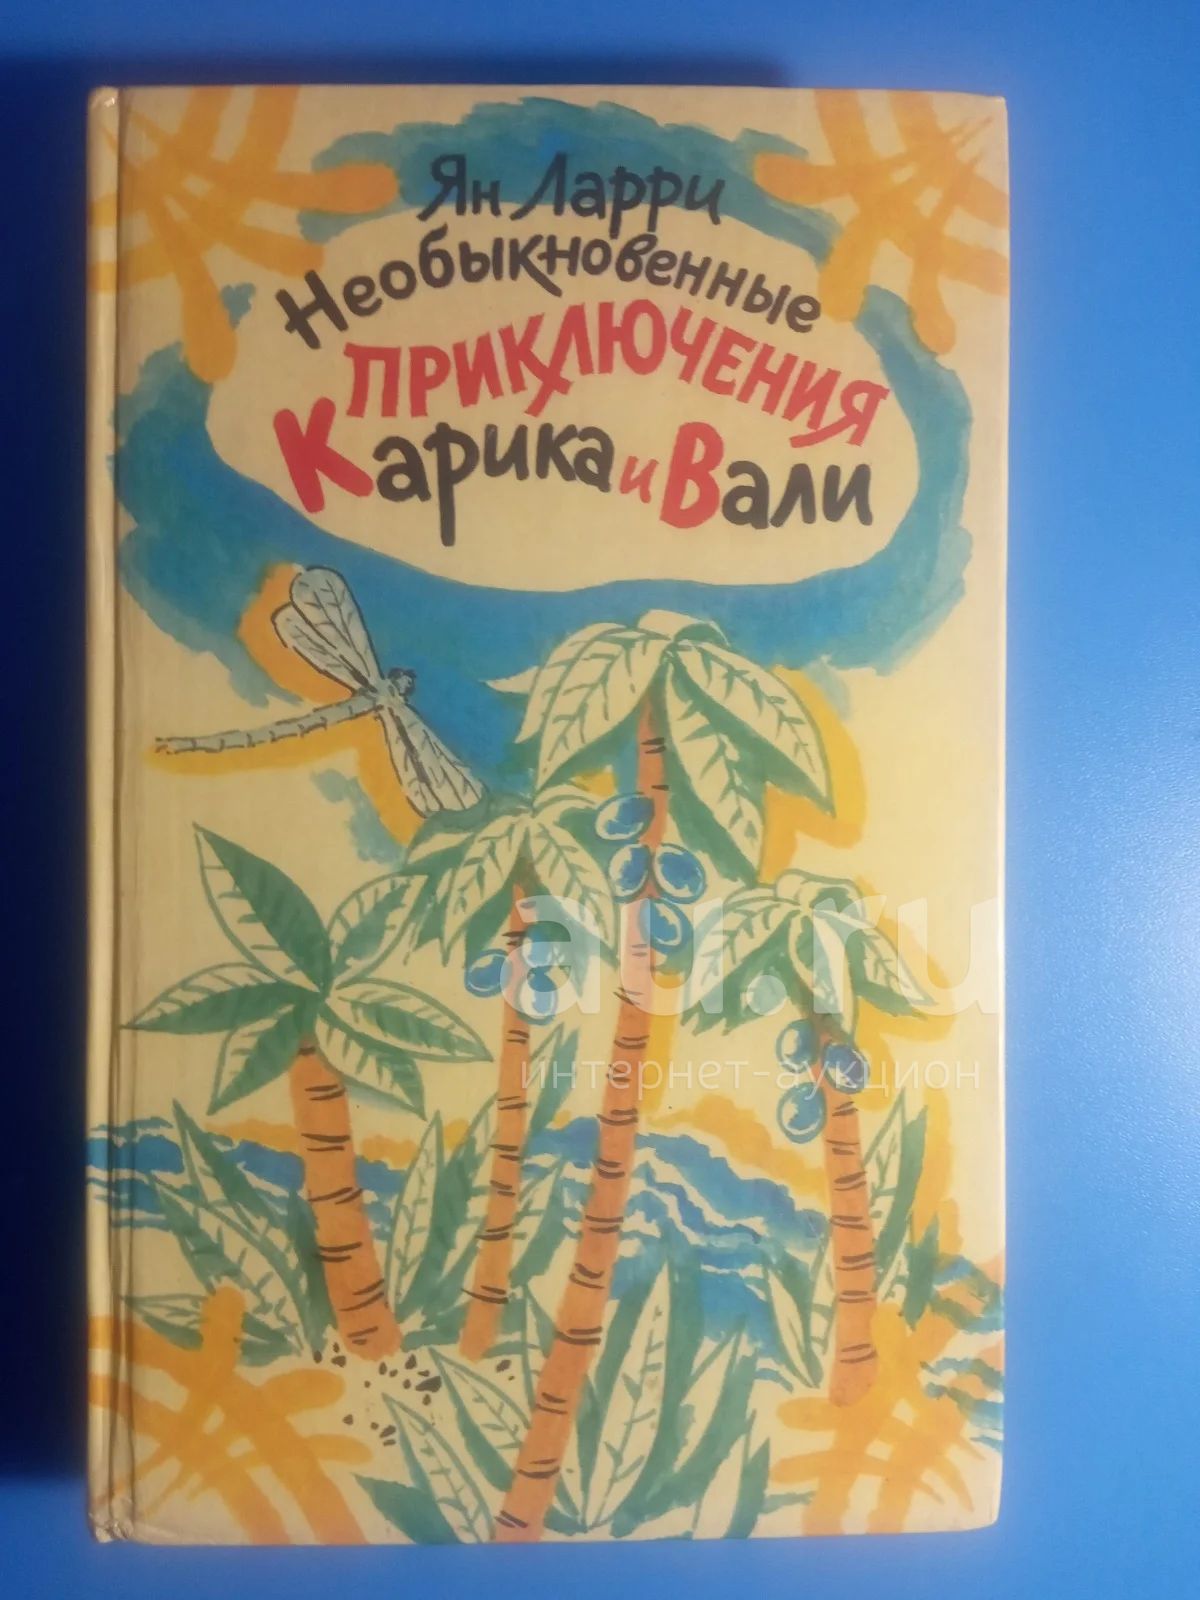 Ян Ларри
Необыкновенные
ПРИКЛЮЧЕНИЯ
Карика и Вали
au.ru
интернет-аукцион